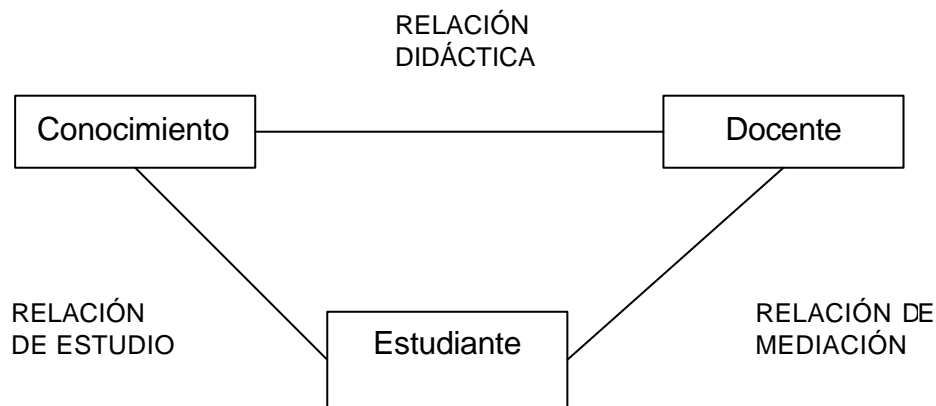 RELACIÓN
DIDÁCTICA
Conocimiento
Docente
RELACIÓN
DE ESTUDIO
Estudiante
RELACIÓN DE
MEDIACIÓN